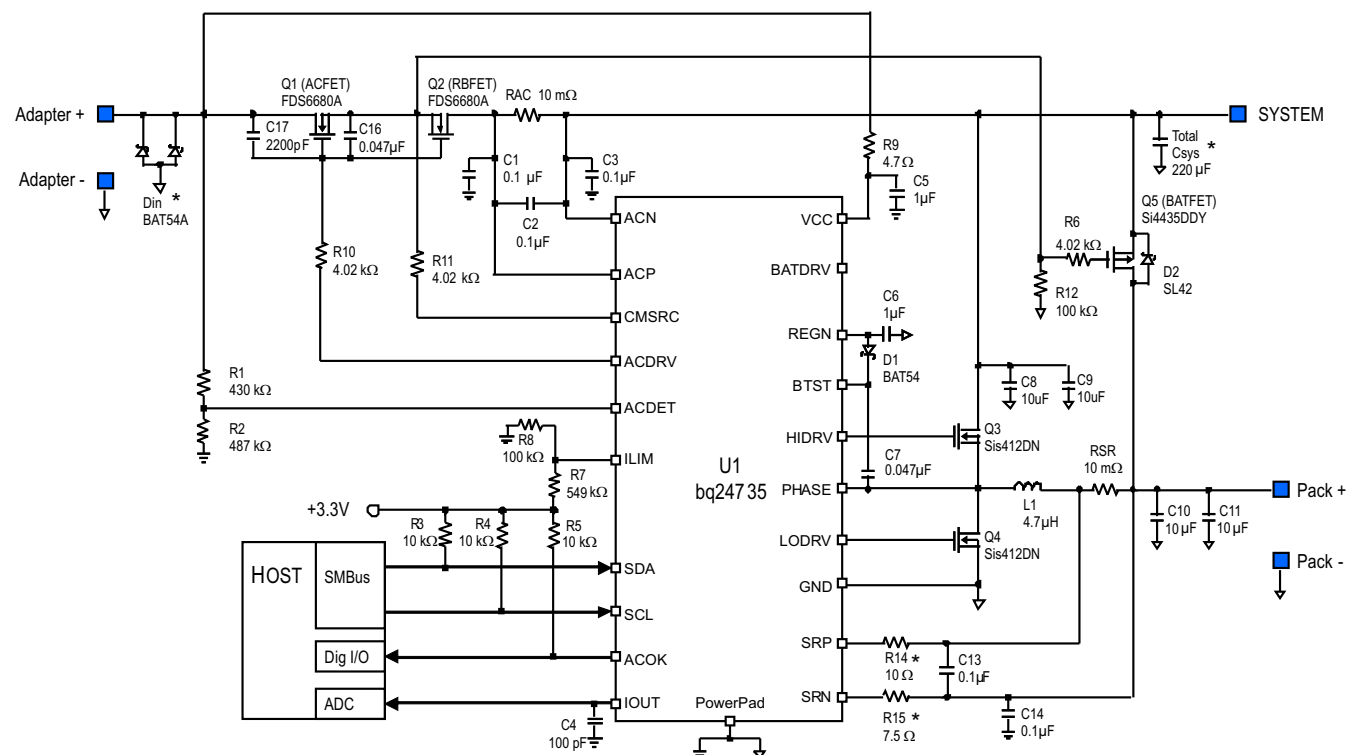 Adapter +
Adapter -
Din *
BAT54A
Q1 (ACFET)
FDS6680A
C17
2200pF
C16
0.047µF
Q2 (RBFET)
FDS6680A
RAC 10 mΩ
C1
0.1 µF
C3
0.1µF
C2
0.1µF
R10
4.02 kΩ
R11
4.02 kΩ
R9
4.7Ω
C5
1µF
SYSTEM
Total
Csys *
220 µF
Q5 (BATFET)
Si4435DDY
R6
4.02 kΩ
R12
100 kΩ
D2
SL42
R1
430 kΩ
R2
487 kΩ
R8
100 kΩ
R7
549 kΩ
+3.3V
R3
10 kΩ
R4
10 kΩ
R5
10 kΩ
HOST
SMBus
Dig I/O
ADC
C4
100 pF
ACN
ACP
CMSRC
ACDRV
ACDET
ILIM
SDA
SCL
ACOK
IOUT
U1
bq24735
PowerPad
VCC
BATDRV
REGN
BTST
HIDRV
PHASE
LODRV
GND
SRP
SRN
C6
1µF
D1
BAT54
C7
0.047µF
C8
10uF
C9
10uF
Q3
Sis412DN
Q4
Sis412DN
L1
4.7µH
RSR
10 mΩ
C10
10 µF
C11
10 µF
Pack +
Pack -
R14 *
10 Ω
C13
0.1µF
R15 *
7.5 Ω
C14
0.1µF